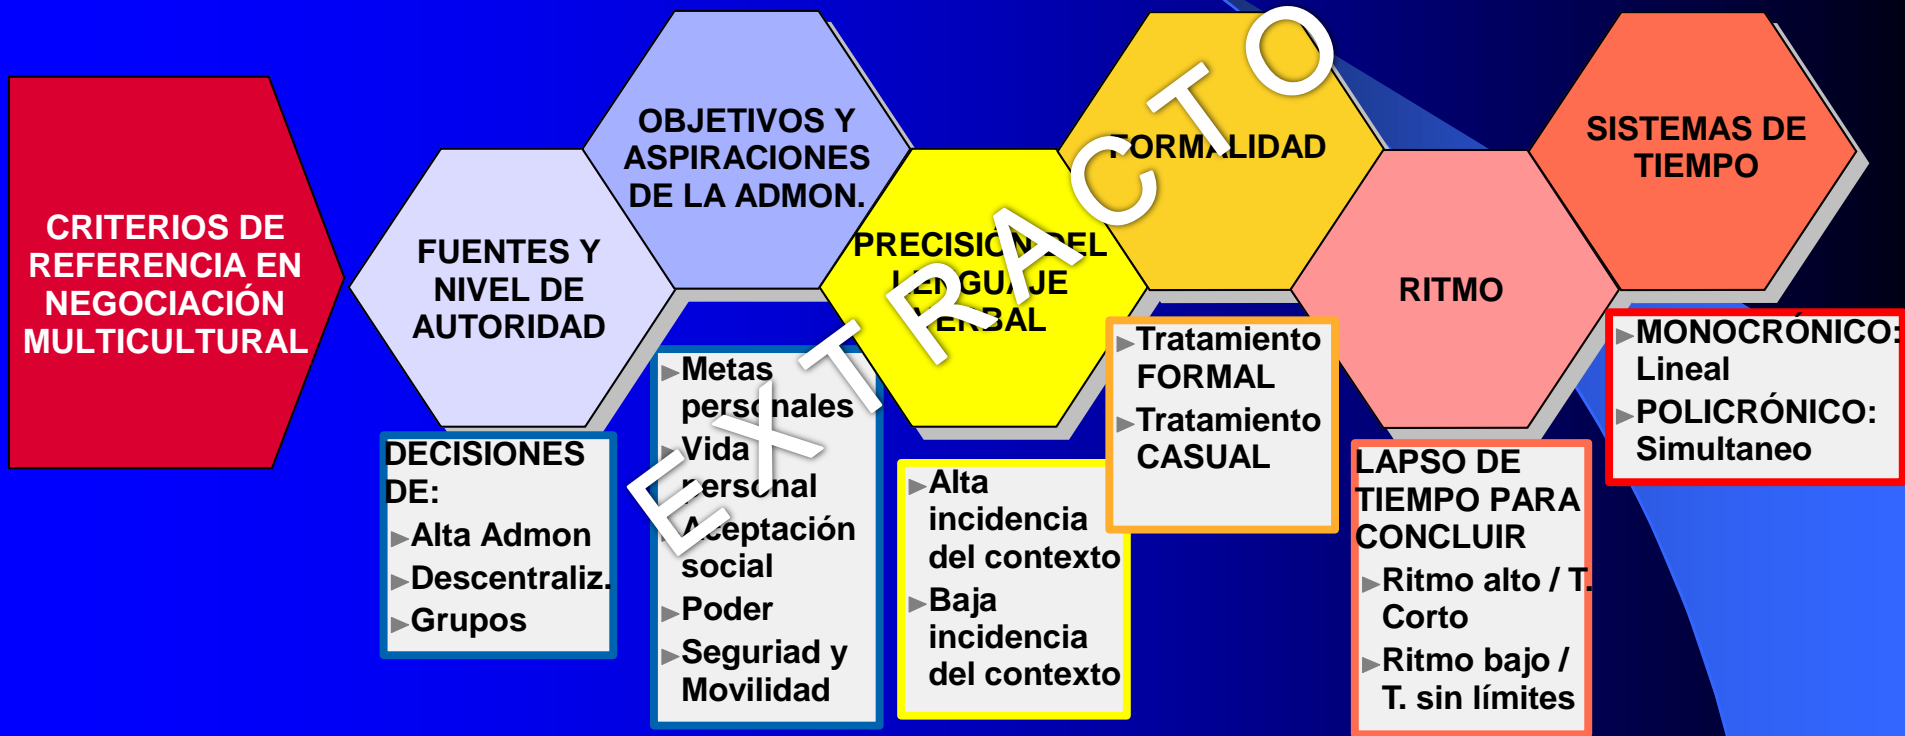 CRITERIOS DE
REFERENCIA EN
NEGOCIACIÓN
MULTICULTURAL
FUENTES Y
NIVEL DE
AUTORIDAD
DECISIONES
DE:
►Alta Admon
►Descentraliz.
►Grupos
OBJETIVOS Y
ASPIRACIONES
DE LA ADMON.
►Metas
personales
►Vida
personal
►Aceptación
social
►Poder
►Seguriad y
Movilidad
PRECISIÓN DEL
LENGUAJE
VERBAL
►Alta
incidencia
del contexto
►Baja
incidencia
del contexto
FORMALIDAD
►Tratamiento
FORMAL
►Tratamiento
CASUAL
RITMO
LAPSO DE
TIEMPO PARA
CONCLUIR
►Ritmo alto / T.
Corto
►Ritmo bajo /
T. sin límites
SISTEMAS DE
TIEMPO
►MONOCRÓNICO:
Lineal
►POLICRÓNICO:
Simultaneo
EXTRACTO